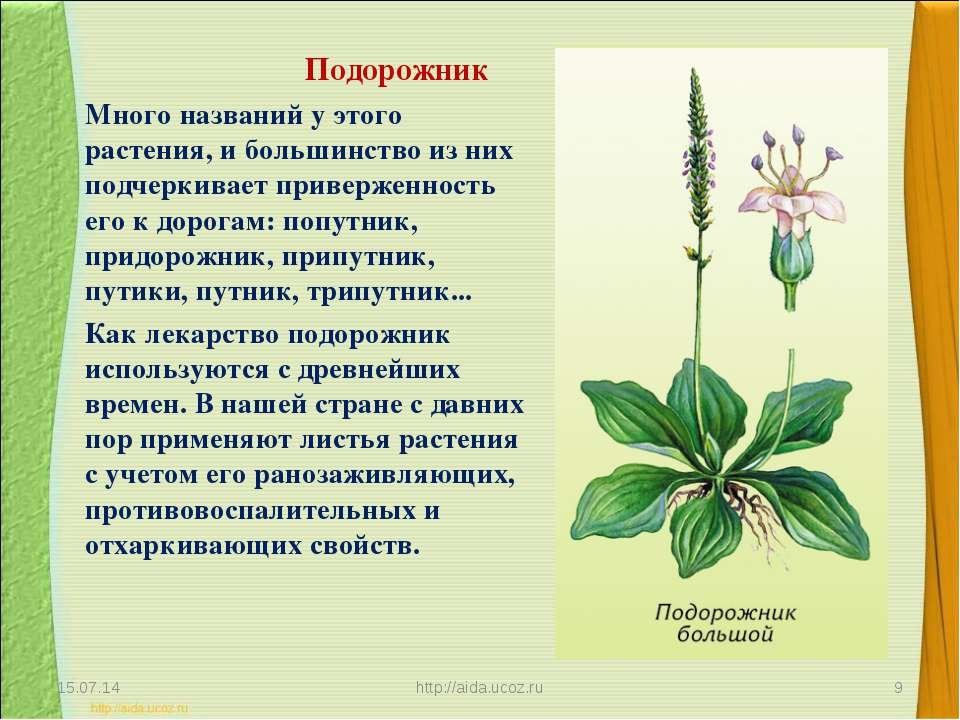 Подорожник
Много названий у этого
растения, и большинство из них
подчеркивает приверженность
его к дорогам: попутник,
придорожник, припутник,
путики, путник, трипутник...
Как лекарство подорожник
используются с древнейших
времен. В нашей стране с давних
пор применяют листья растения
с учетом его ранозаживляющих,
противовоспалительных и
отхаркивающих свойств.
Подорожник
большой
15.07.14
http://aida.ucoz.ru
9
http://aida.ucoz.ru